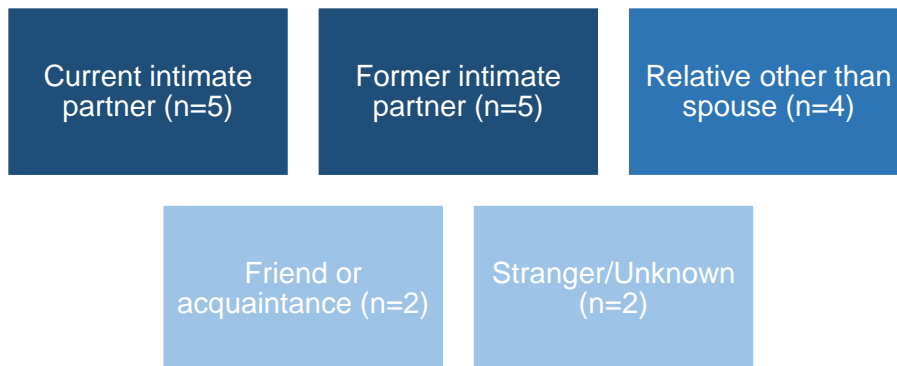 Current intimate
partner (n=5)
Former intimate
partner (n=5)
Relative other than
spouse (n=4)
Friend or
acquaintance (n=2)
Stranger/Unknown
(n=2)